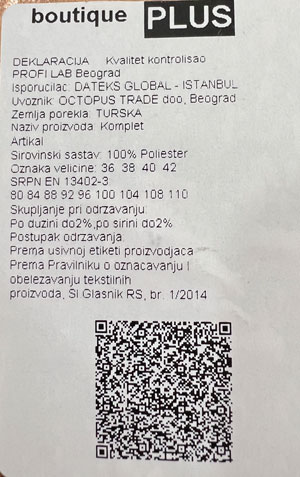 boutique PLUS
DEKLARACIJA Kvalitet kontrolisao
PROFI LAB Beograd
Isporucilac: DATEKS GLOBAL - ISTANBUL
Uvoznik: OCTOPUS TRADE doo, Beograd
Zemlja porekla: TURSKA
Naziv proizvoda: Komplet
Artikal
Sirovinski sastav: 100% Poliester
Oznaka velicine: 36 38 40 42
SRPN EN 13402-3
80 84 88 92 96 100 104 108 110
Skupljanje pri odrzavanju:
Po duzini do2%,po sirini do2%
Postupak odrzavanja:
Prema usivnoj etiketi proizvodjaca
Prema Pravilniku o oznacavanju I
obelezavanju tekstilnih
proizvoda, Sl Glasnik RS, br. 1/2014